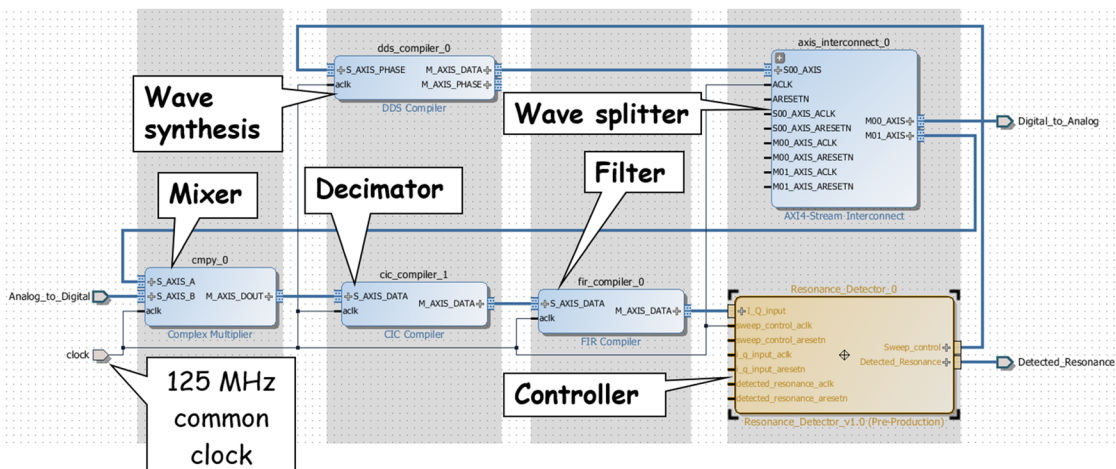 dds_compiler_0
S_AXIS_PHASE
aclk
M_AXIS_DATA
M_AXIS_PHASE
DDS Compiler
Wave
synthesis
axis_interconnect_0
S00_AXIS
ACLK
ARESETN
S00_AXIS_ACLK
S00_AXIS_ARESETN
M00_AXIS_ACLK
M00_AXIS_ARESETN
M01_AXIS_ACLK
M01_AXIS_ARESETN
M00_AXIS
M01_AXIS
AXI4-Stream Interconnect
Wave splitter
Digital_to_Analog
Mixer
Decimator
Filter
cmpy_0
S_AXIS_A
S_AXIS_B
aclk
M_AXIS_DOUT
Complex Multiplier
Analog_to_Digital
clock
cic_compiler_1
S_AXIS_DATA
aclk
M_AXIS_DATA
CIC Compiler
fir_compiler_0
S_AXIS_DATA
aclk
M_AXIS_DATA
FIR Compiler
Resonance_Detector_0
I_Q_input
sweep_control_aclk
sweep_control_aresetn
i_q_input_aclk
i_q_input_aresetn
detected_resonance_aclk
detected_resonance_aresetn
Sweep_control
Detected_Resonance
Resonance_Detector_v1.0 (Pre-Production)
Detected_Resonance
Controller
125 MHz
common
clock